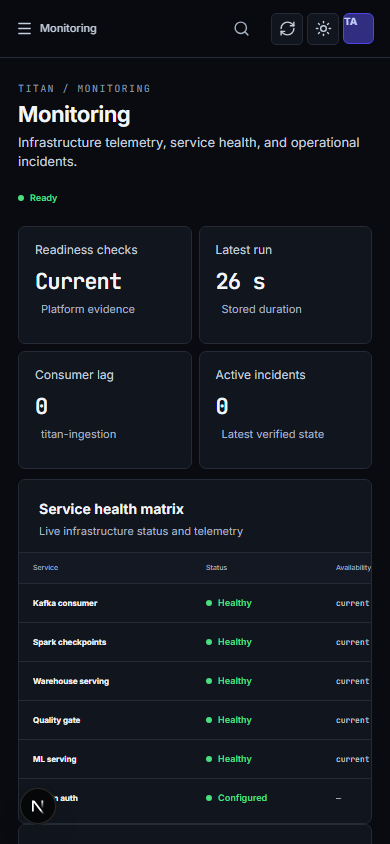 Monitoring
TA
TITAN / MONITORING
Monitoring
Infrastructure telemetry, service health, and operational
incidents.
Ready
Readiness checks
Current
Platform evidence
Latest run
26 s
Stored duration
Consumer lag
0
titan-ingestion
Active incidents
0
Latest verified state
Service health matrix
Live infrastructure status and telemetry
Service Status Availability
Kafka consumer Healthy current
Spark checkpoints Healthy current
Warehouse serving Healthy current
Quality gate Healthy current
ML serving Healthy current
N auth Configured –